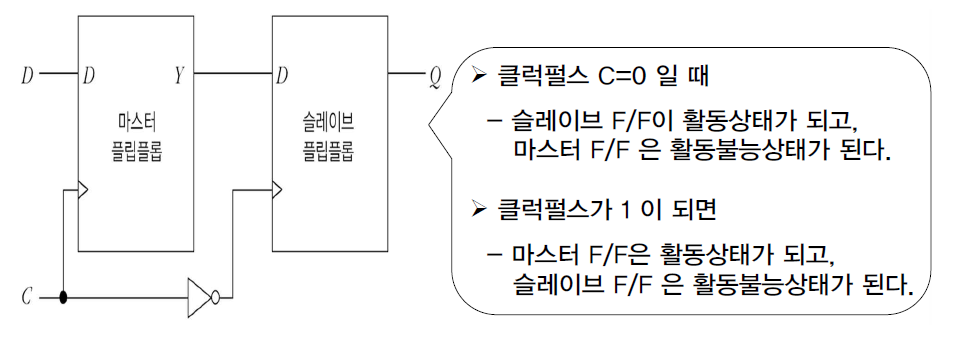 D
D
Y
D
Q
마스터
플립플롭
슬레이브
플립플롭
C
➢ 클럭펄스 C=0 일 때
– 슬레이브 F/F이 활동상태가 되고,
마스터 F/F 은 활동불능상태가 된다.
➢ 클럭펄스가 1 이 되면
– 마스터 F/F은 활동상태가 되고,
슬레이브 F/F 은 활동불능상태가 된다.